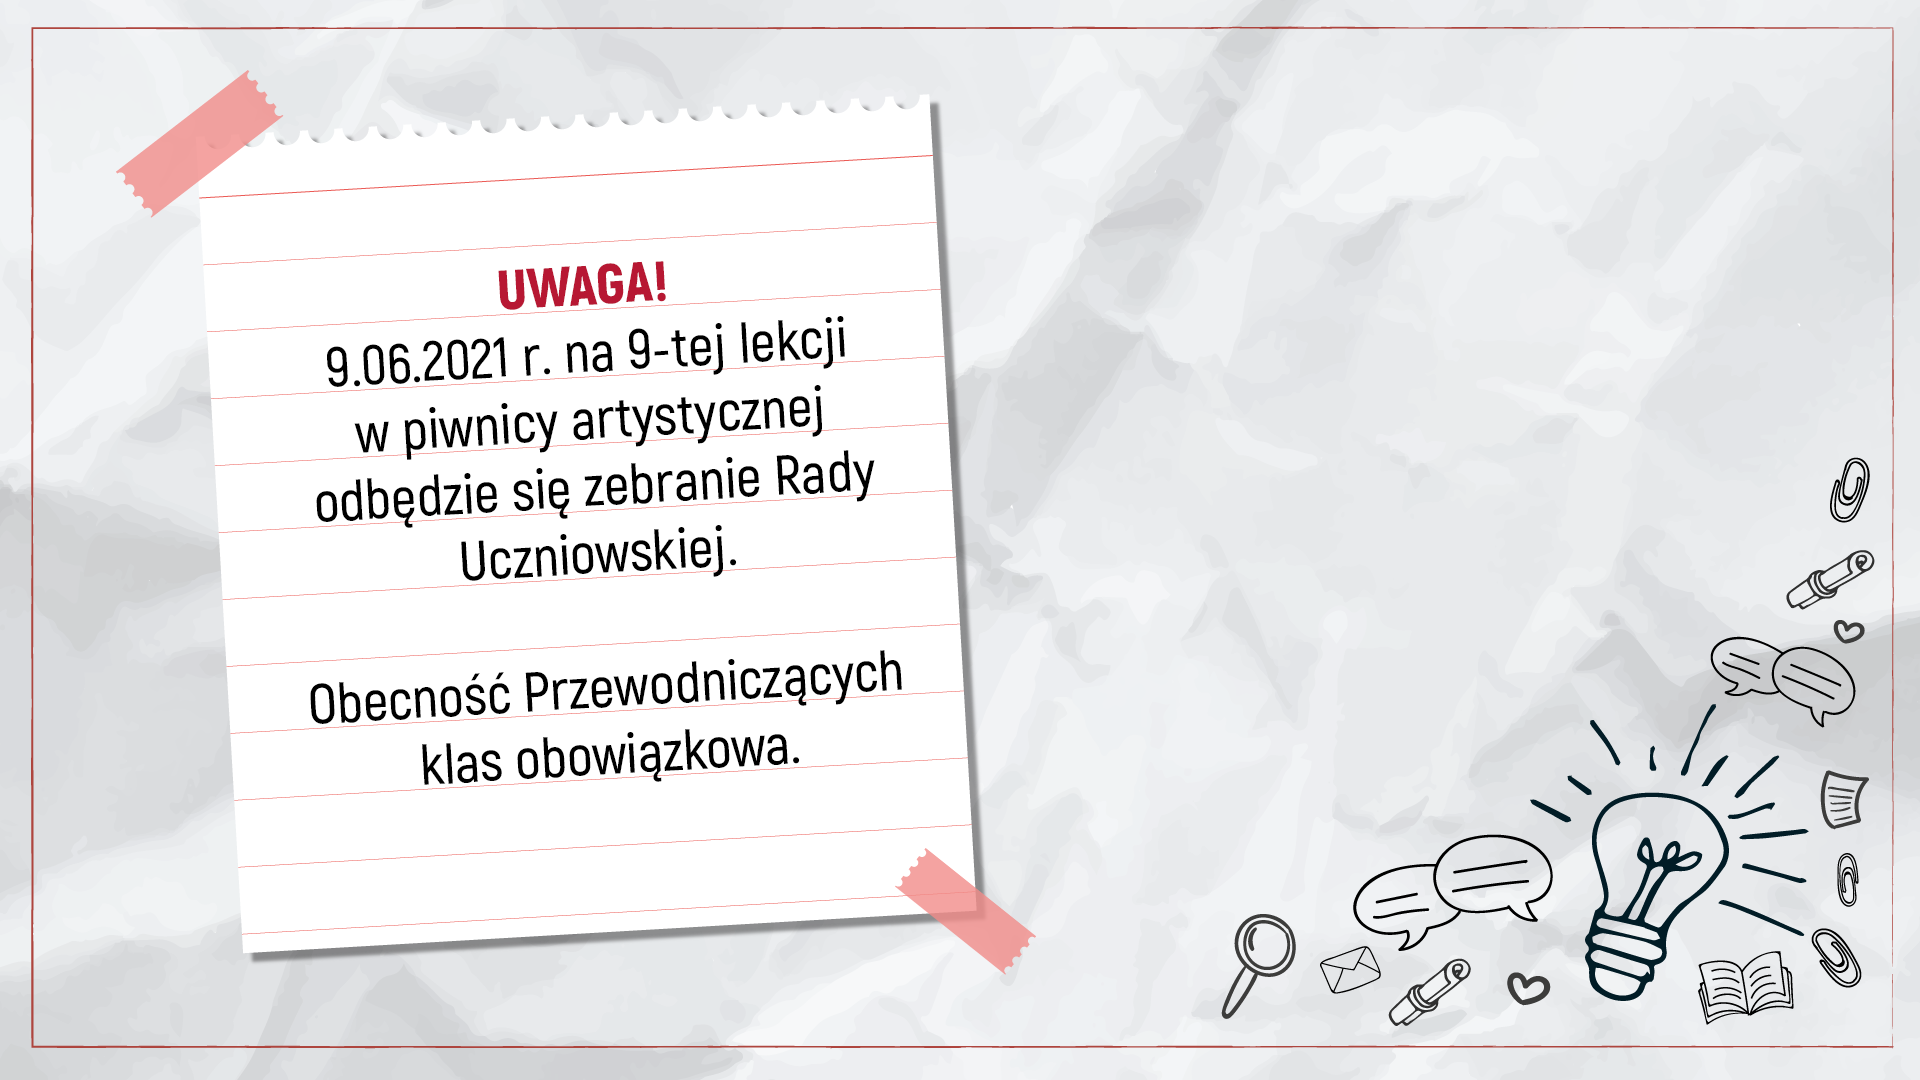 UWAGA!
9.06.2021 r. na 9-tej lekcji
w piwnicy artystycznej
odbędzie się zebranie Rady
Uczniowskiej.
Obecność Przewodniczących
klas obowiązkowa.